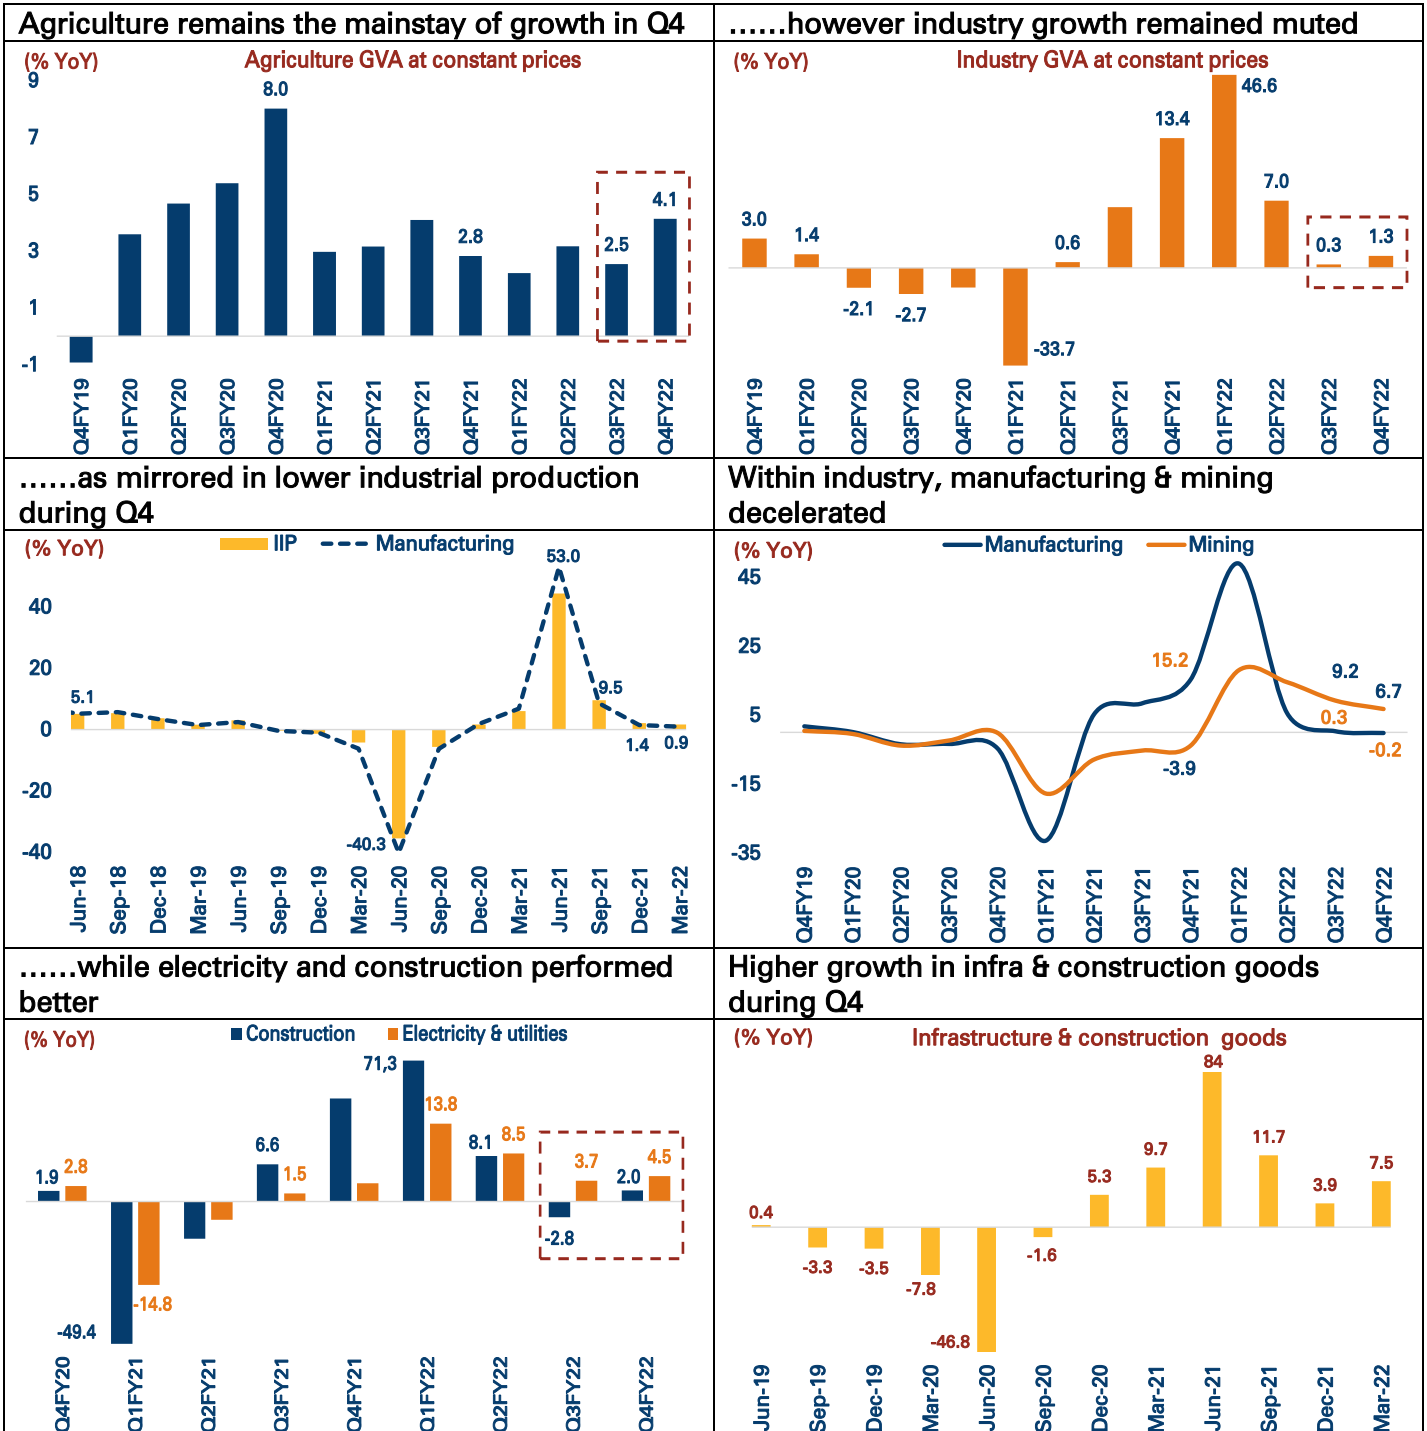 Agriculture remains the mainstay of growth in Q4
(% YoY)
Agriculture GVA at constant prices
9
7
5
3
1
-1
8.0
2.8
2.5
4.1
Q4FY19
Q1FY20
Q2FY20
Q3FY20
Q4FY20
Q1FY21
Q2FY21
Q3FY21
Q4FY21
Q1FY22
Q2FY22
Q3FY22
Q4FY22
……however industry growth remained muted
(% YoY)
Industry GVA at constant prices
3.0
1.4
-2.1
-2.7
-33.7
0.6
13.4
46.6
7.0
0.3
1.3
Q4FY19
Q1FY20
Q2FY20
Q3FY20
Q4FY20
Q1FY21
Q2FY21
Q3FY21
Q4FY21
Q1FY22
Q2FY22
Q3FY22
Q4FY22
……as mirrored in lower industrial production
during Q4
(% YoY)
IIP
Manufacturing
40
20
0
-20
-40
5.1
-40.3
53.0
9.5
1.4
0.9
Jun-18
Sep-18
Dec-18
Mar-19
Jun-19
Sep-19
Dec-19
Mar-20
Jun-20
Sep-20
Dec-20
Mar-21
Jun-21
Sep-21
Dec-21
Mar-22
Within industry, manufacturing & mining
decelerated
(% YoY)
Manufacturing
Mining
45
25
5
-15
-35
15.2
-3.9
9.2
0.3
6.7
-0.2
Q4FY19
Q1FY20
Q2FY20
Q3FY20
Q4FY20
Q1FY21
Q2FY21
Q3FY21
Q4FY21
Q1FY22
Q2FY22
Q3FY22
Q4FY22
……while electricity and construction performed
better
(% YoY)
Construction
Electricity & utilities
1.9
2.8
-49.4
-14.8
6.6
1.5
71,3
13.8
8.1
8.5
-2.8
3.7
2.0
4.5
Q4FY20
Q1FY21
Q2FY21
Q3FY21
Q4FY21
Q1FY22
Q2FY22
Q3FY22
Q4FY22
Higher growth in infra & construction goods
during Q4
(% YoY)
Infrastructure & construction goods
0.4
-3.3
-3.5
-7.8
-46.8
-1.6
5.3
9.7
84
11.7
3.9
7.5
Jun-19
Sep-19
Dec-19
Mar-20
Jun-20
Sep-20
Dec-20
Mar-21
Jun-21
Sep-21
Dec-21
Mar-22